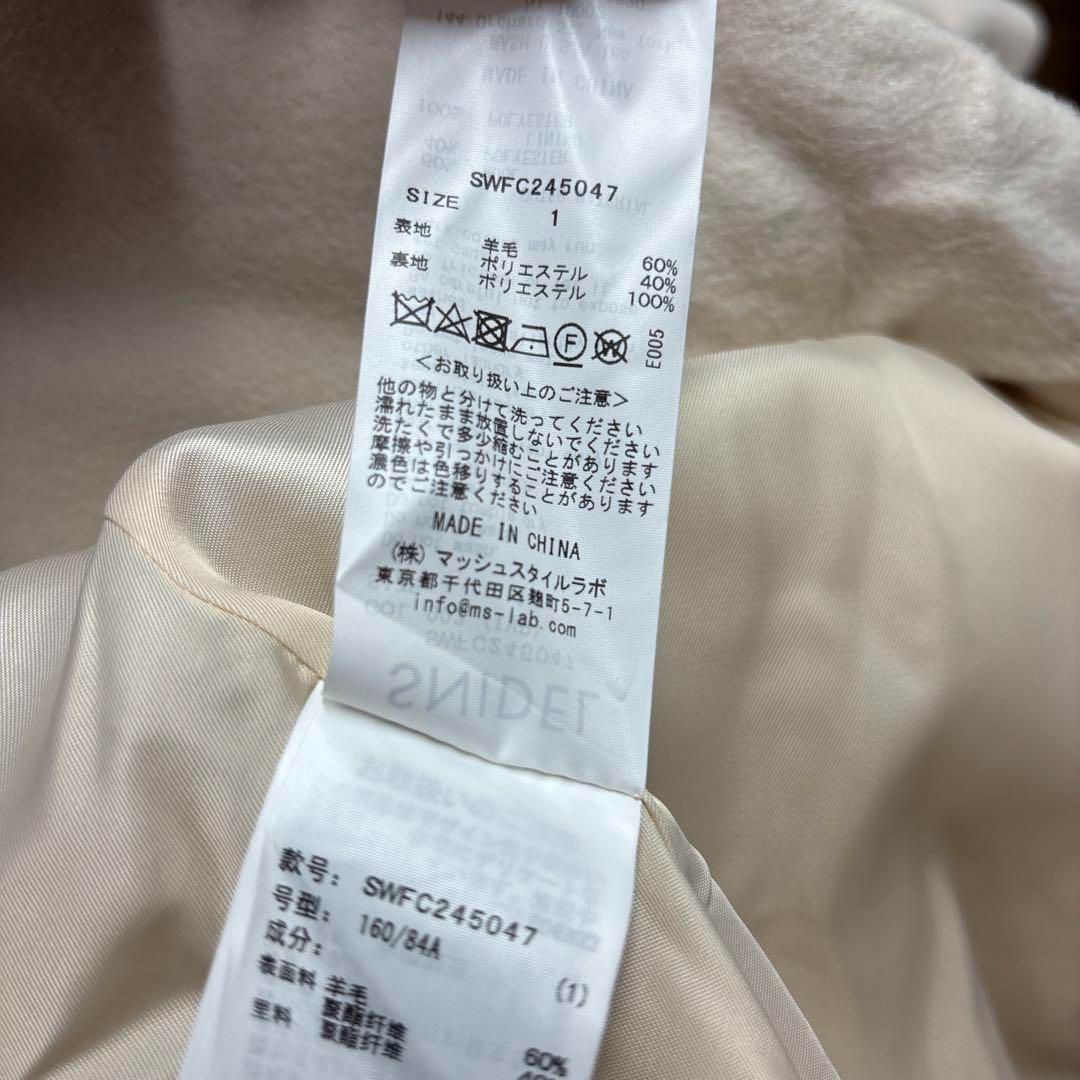 SWFC245047
SIZE 1
表地 羊毛 60%
ポリエステル 40%
裏地 ポリエステル 100%
E005
<お取り扱い上のご注意>
他の物と分けて洗ってください
濡れたまま放置しないでください
洗たくで多少縮むことがあります
摩擦や引っかけにご注意ください
濃色は色移りすることがあります
のでご注意ください
MADE IN CHINA
(株)マッシュスタイルラボ
東京都千代田区麹町5-7-1
info@ms-lab.com
SNIDEL
款号: SWFC245047
号型: 160/84A (1)
成分:
表面料 羊毛 60%
聚酯纤维 40%
里料 聚酯纤维